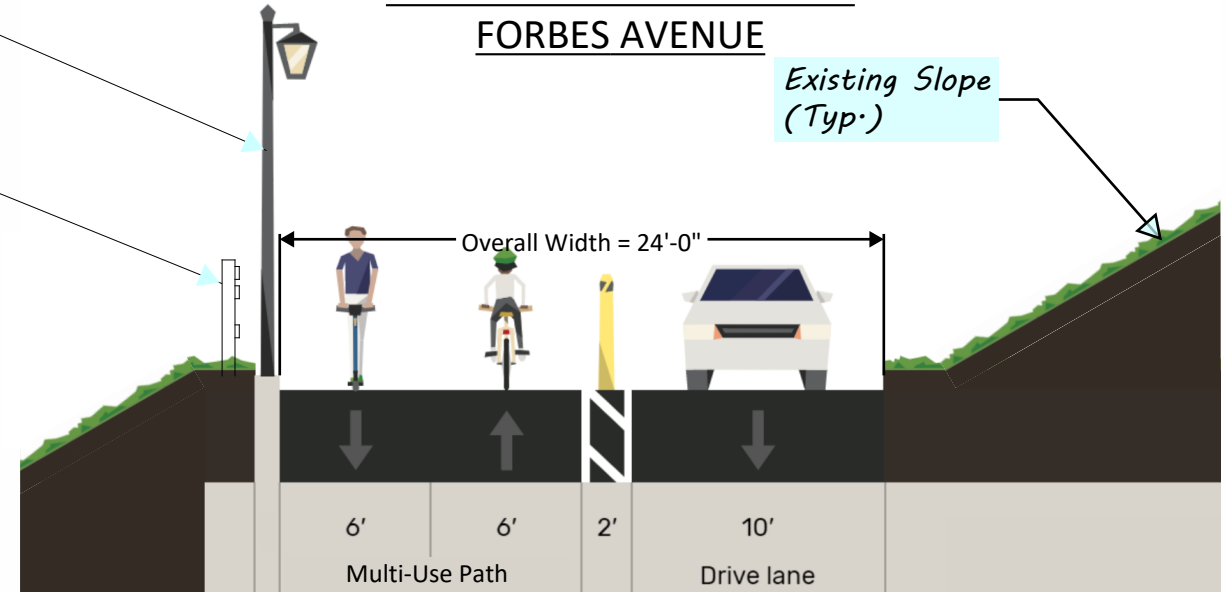 FORBES AVENUE
Existing Slope
(Typ.)
Overall Width = 24'-0"
6'
6'
2'
10'
Multi-Use Path
Drive lane